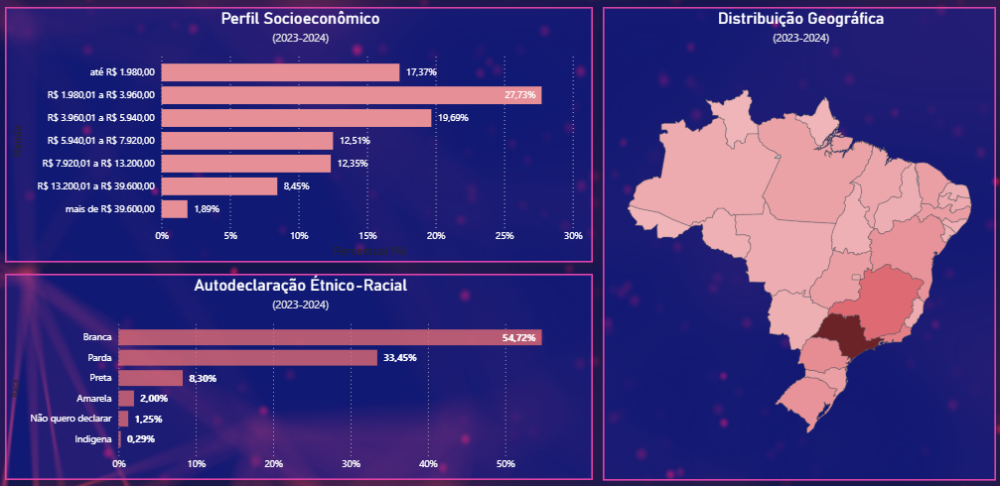 Perfil Socioeconômico
(2023-2024)
até R$ 1.980,00
17,37%
R$ 1.980,01 a R$ 3.960,00
27,73%
R$ 3.960,01 a R$ 5.940,00
19,69%
R$ 5.940,01 a R$ 7.920,00
12,51%
R$ 7.920,01 a R$ 13.200,00
12,35%
R$ 13.200,01 a R$ 39.600,00
8,45%
mais de R$ 39.600,00
1,89%
0% 5% 10% 15% 20% 25% 30%
Autodeclaração Étnico-Racial
(2023-2024)
Branca
54,72%
Parda
33,45%
Preta
8,30%
Amarela
2,00%
Não quero declarar
1,25%
Indígena
0,29%
0% 10% 20% 30% 40% 50%
Distribuição Geográfica
(2023-2024)